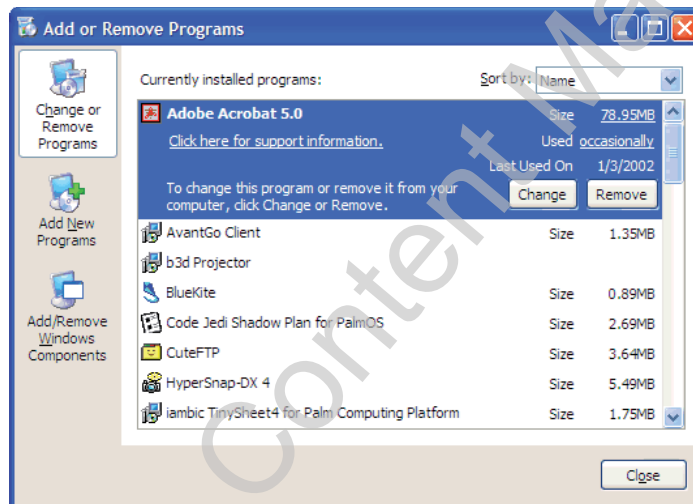 Add or Remove Programs
Change or
Remove
Programs
Add New
Programs
Add/Remove
Windows
Components
Currently installed programs:
Sort by: Name
Adobe Acrobat 5.0 Size 78.95MB
Click here for support information. Used occasionally
Last Used On 1/3/2002
To change this program or remove it from your
computer, click Change or Remove.
Change Remove
AvantGo Client Size 1.35MB
b3d Projector
BlueKite Size 0.89MB
Code Jedi Shadow Plan for PalmOS Size 2.69MB
CuteFTP Size 3.64MB
HyperSnap-DX 4 Size 5.49MB
iambic TinySheet4 for Palm Computing Platform Size 1.75MB
Close
Content Ma